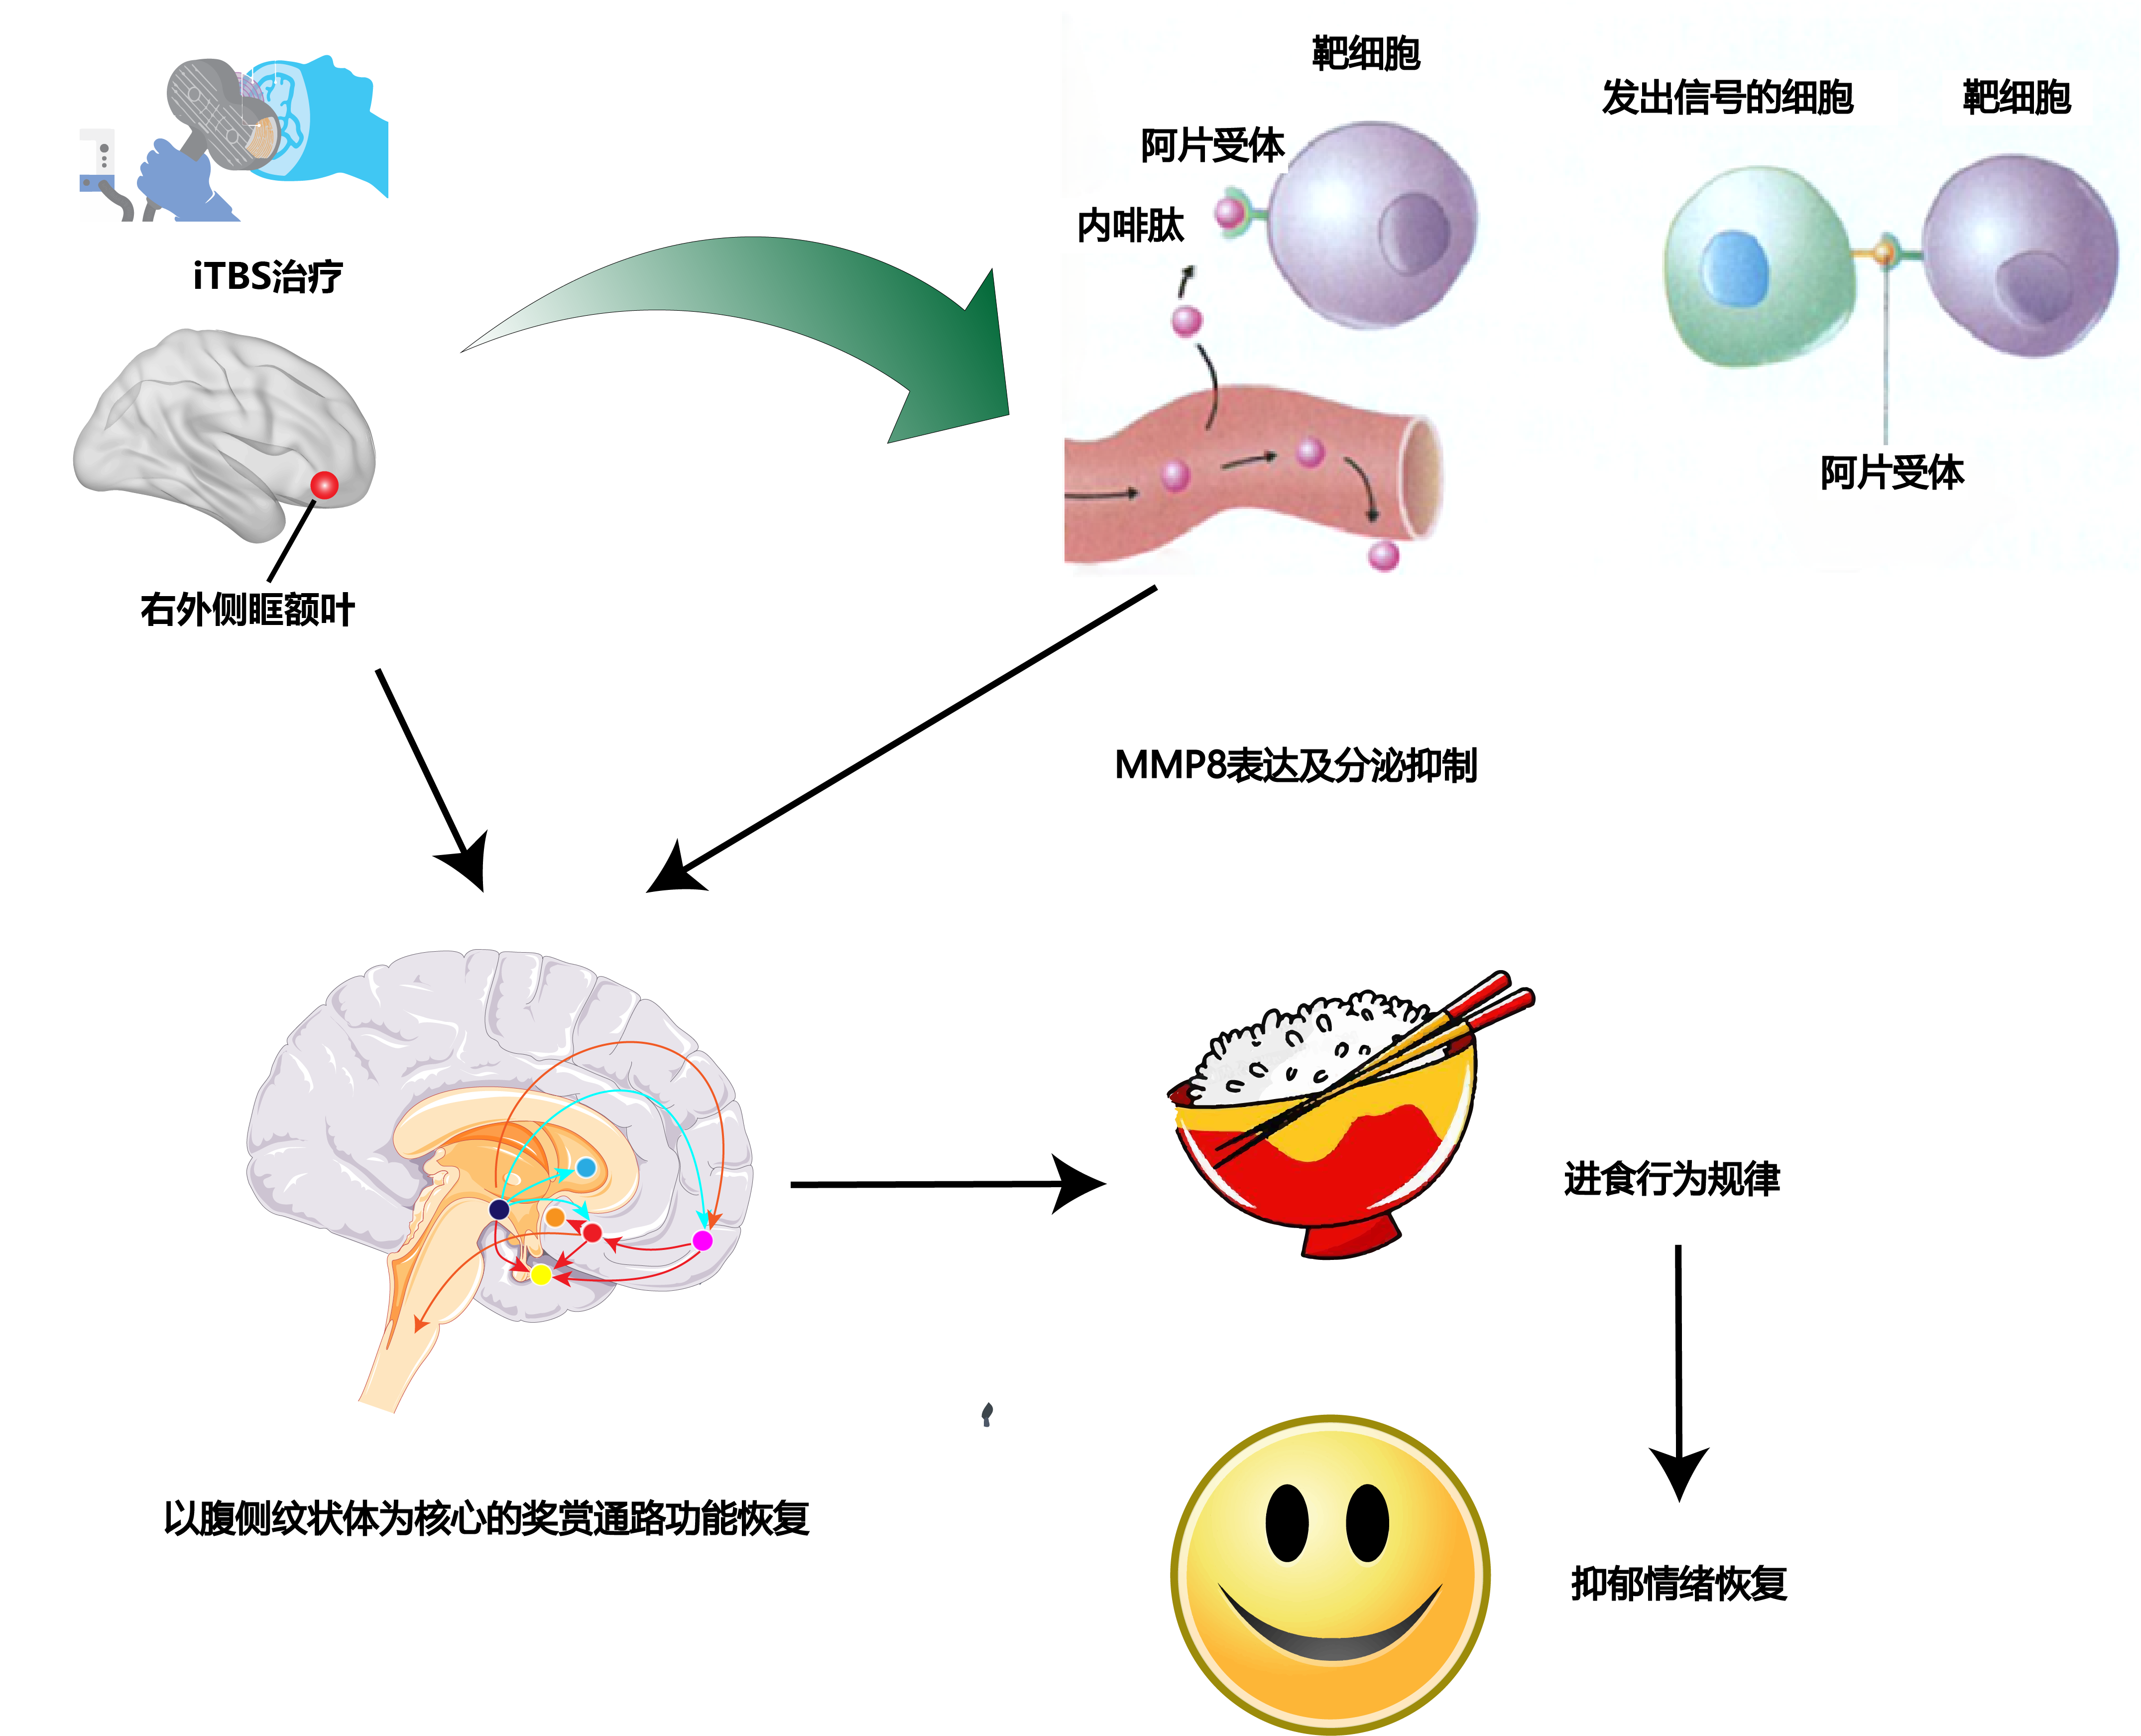 靶细胞
发出信号的细胞
靶细胞
阿片受体
内啡肽
iTBS治疗
阿片受体
右外侧眶额叶
MMP8表达及分泌抑制
进食行为规律
以腹侧纹状体为核心的奖赏通路功能恢复
抑郁情绪恢复